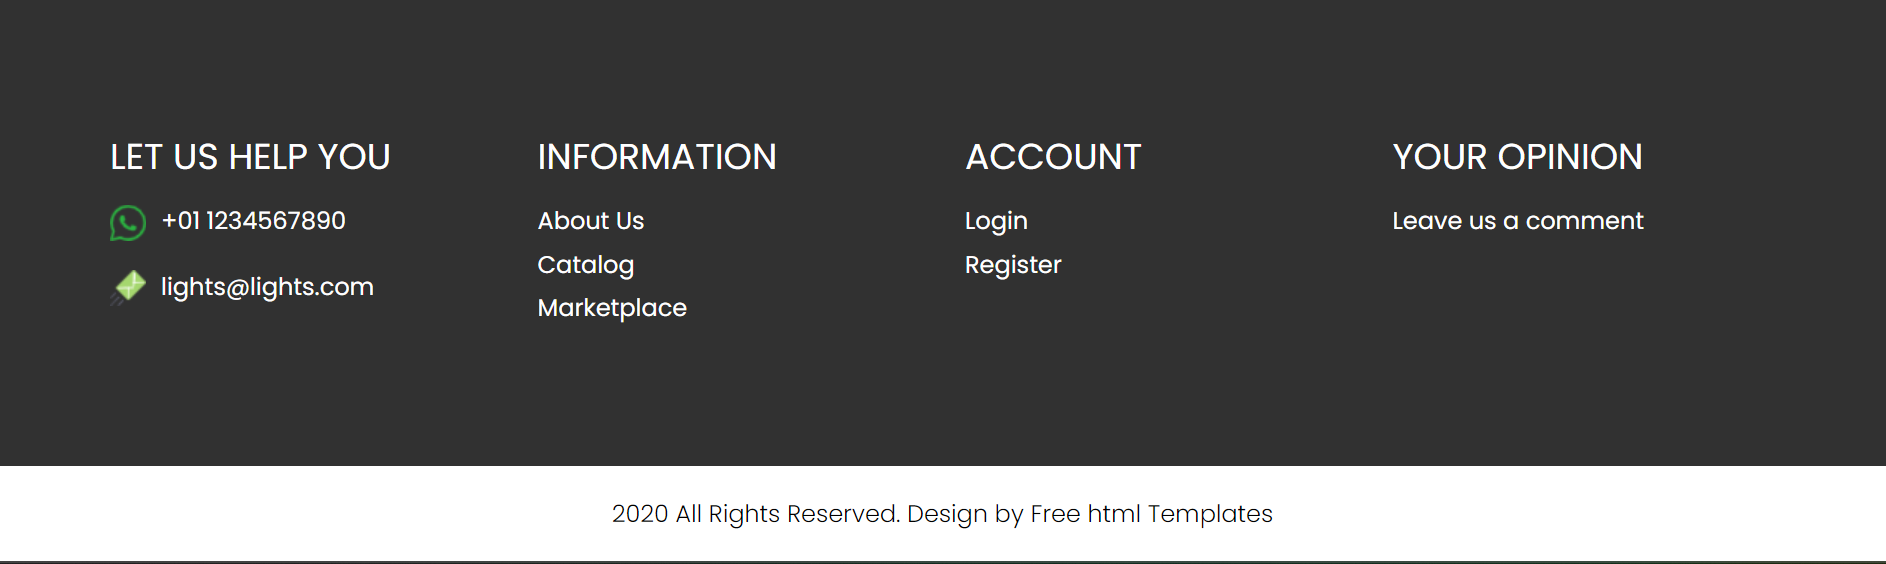 LET US HELP YOU
+01 1234567890
lights@lights.com
INFORMATION
About Us
Catalog
Marketplace
ACCOUNT
Login
Register
YOUR OPINION
Leave us a comment
2020 All Rights Reserved. Design by Free html Templates